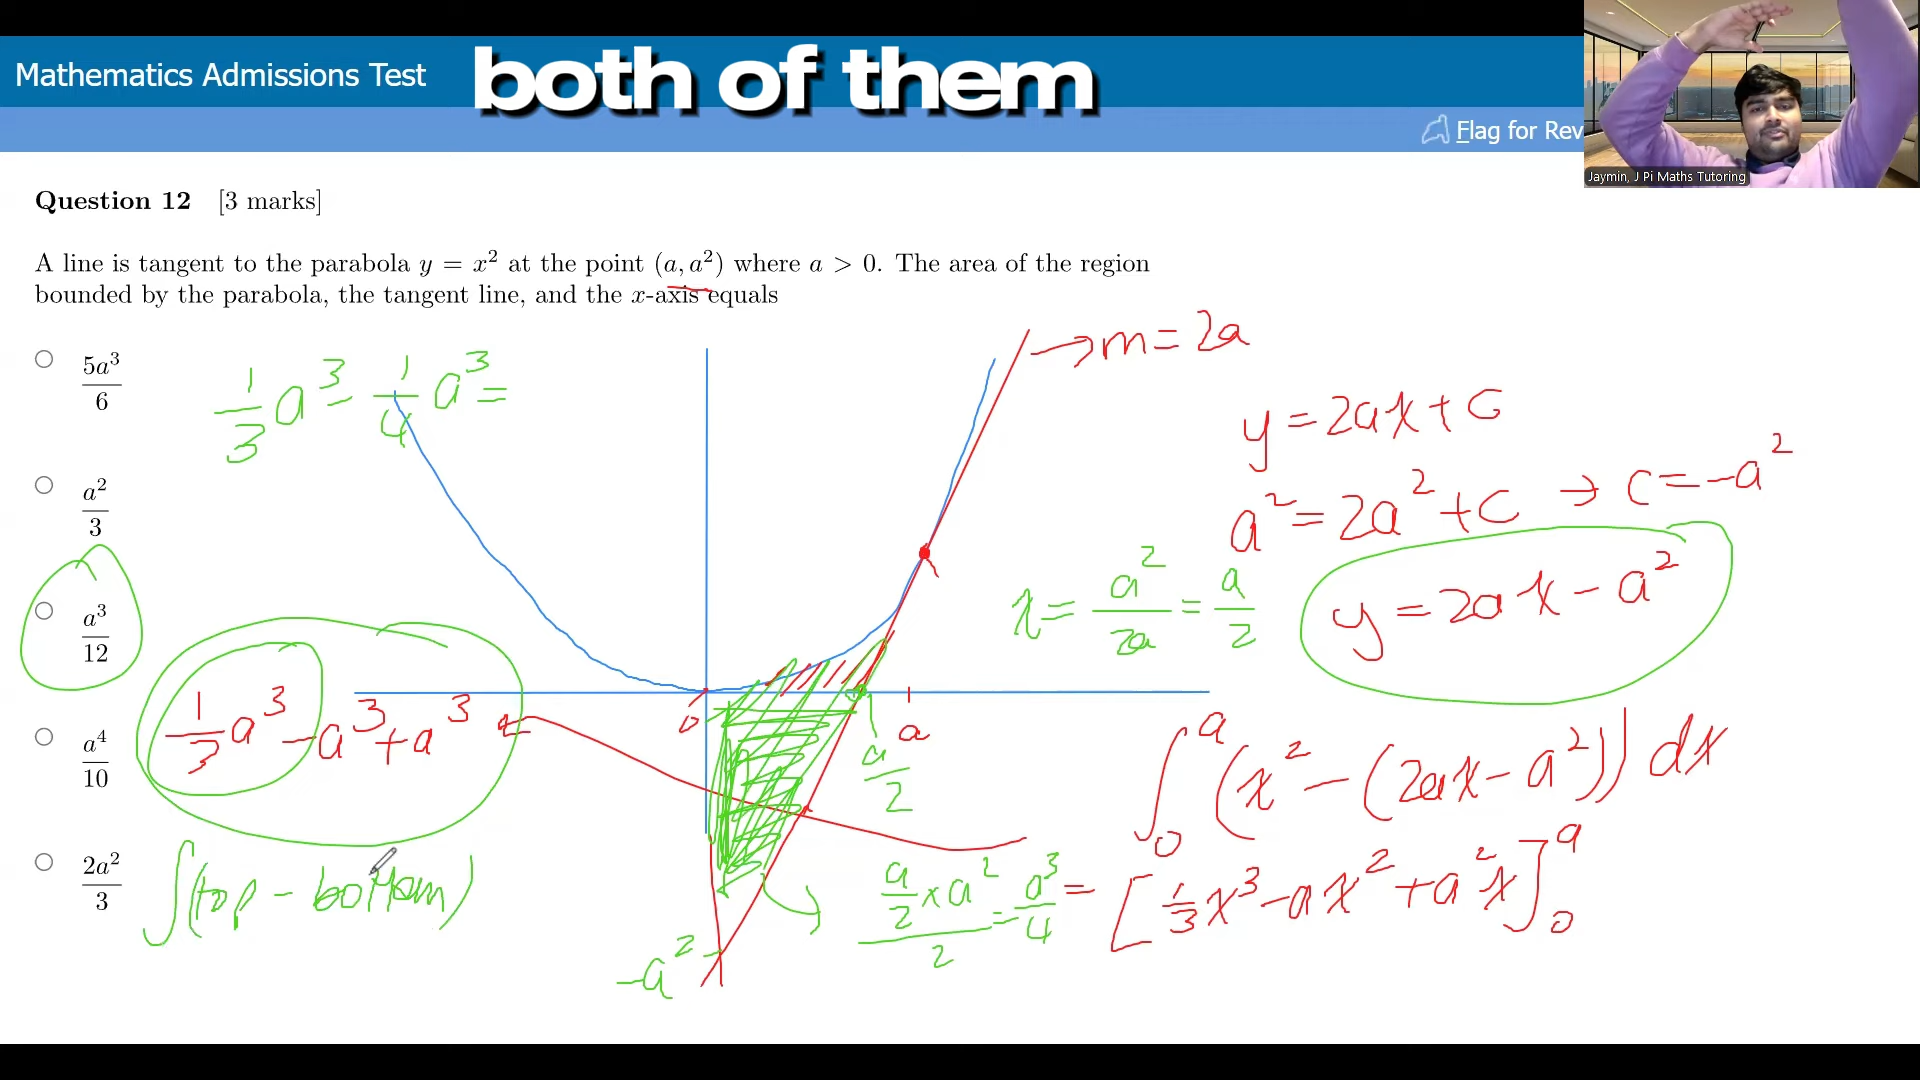 Mathematics Admissions Test
both of them
Flag for Rev
Jaymin, J Pi Maths Tutoring
Question 12 [3 marks]
A line is tangent to the parabola y = x² at the point (a, a²) where a > 0. The area of the region
bounded by the parabola, the tangent line, and the x-axis equals
5a³/6
a²/3
a³/12
a⁴/10
2a²/3
1/3 a³ - 1/4 a³ =
→ m = 2a
y = 2ax + c
a² = 2a² + c → c = -a²
x = a²/2a = a/2
y = 2ax - a²
1/3 a³ - a³ + a³
0
a/2
a
∫₀ᵃ (x² - (2ax - a²)) dx
∫(top - bottom)
(a/2 × a²)/2 = a³/4
= [1/3 x³ - ax² + a²x]₀ᵃ
-a²